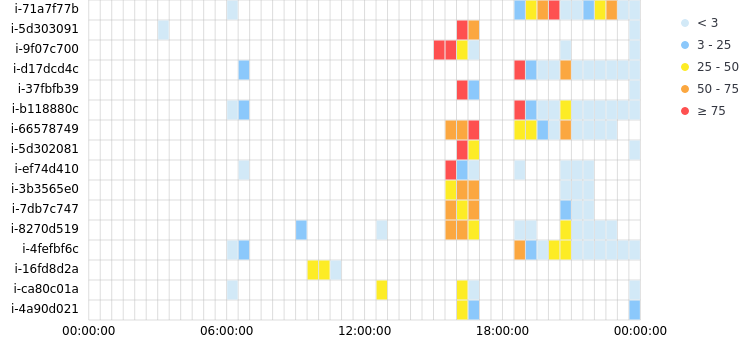 i-71a7f77b
i-5d303091
i-9f07c700
i-d17dcd4c
i-37fbfb39
i-b118880c
i-66578749
i-5d302081
i-ef74d410
i-3b3565e0
i-7db7c747
i-8270d519
i-4fefbf6c
i-16fd8d2a
i-ca80c01a
i-4a90d021
00:00:00 06:00:00 12:00:00 18:00:00 00:00:00
< 3
3 - 25
25 - 50
50 - 75
≥ 75